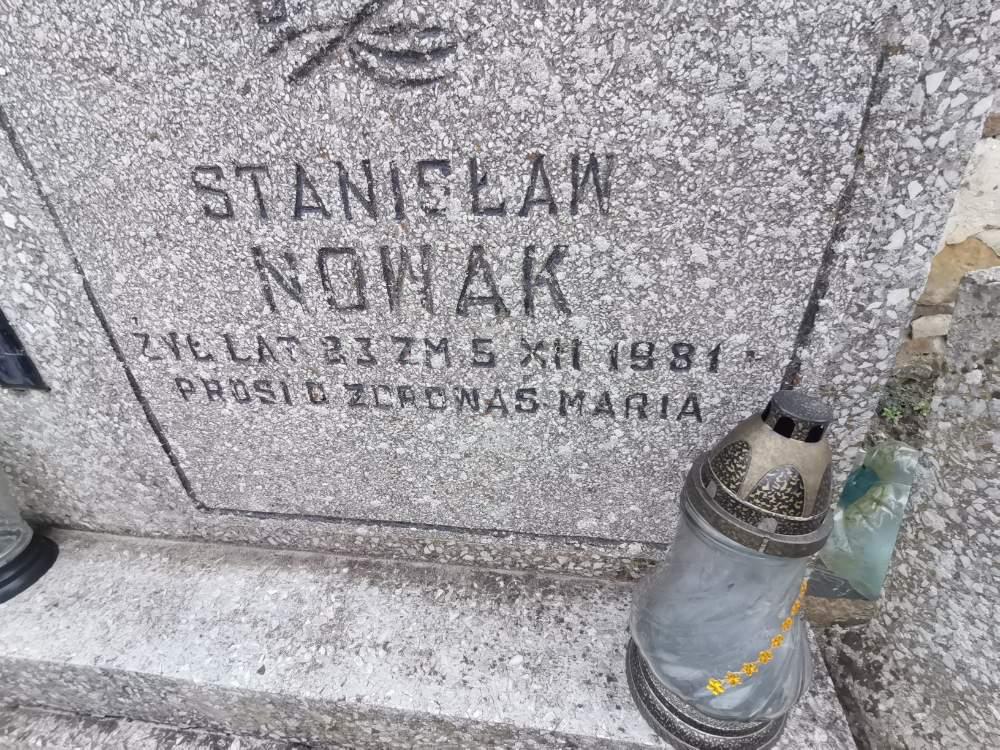 STANISŁAW
NOWAK
ŻYŁ LAT 23 ZM 5 XII 1981
PROSI O ZDROWAŚ MARIA